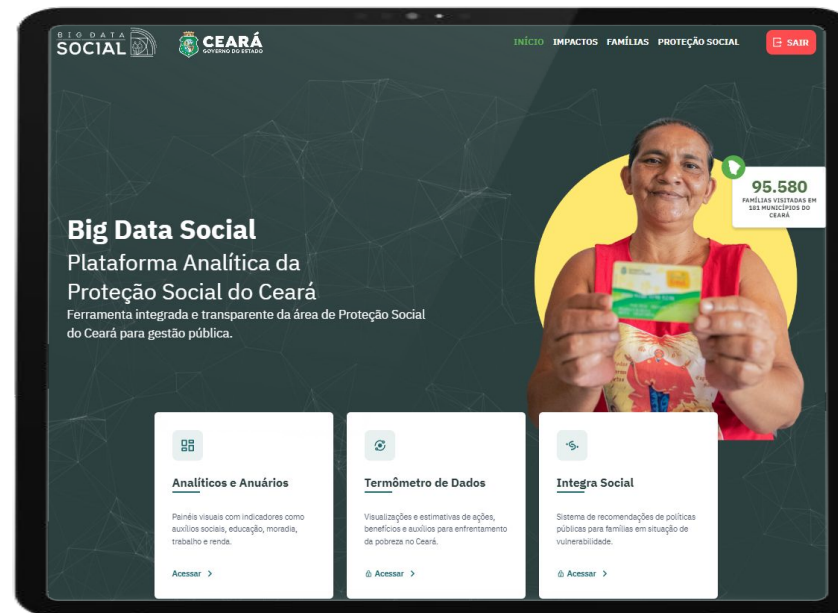 BIG DATA
SOCIAL
CEARÁ
GOVERNO DO ESTADO
INÍCIO IMPACTOS FAMÍLIAS PROTEÇÃO SOCIAL
SAIR
95.580
FAMÍLIAS VISITADAS EM
181 MUNICÍPIOS DO
CEARÁ
Big Data Social
Plataforma Analítica da
Proteção Social do Ceará
Ferramenta integrada e transparente da área de Proteção Social
do Ceará para gestão pública.
Analíticos e Anuários
Painéis visuais com indicadores como
auxílios sociais, educação, moradia,
trabalho e renda.
Acessar >
Termômetro de Dados
Visualizações e estimativas de ações,
benefícios e auxílios para enfrentamento
da pobreza no Ceará.
Acessar >
Integra Social
Sistema de recomendações de políticas
públicas para famílias em situação de
vulnerabilidade.
Acessar >